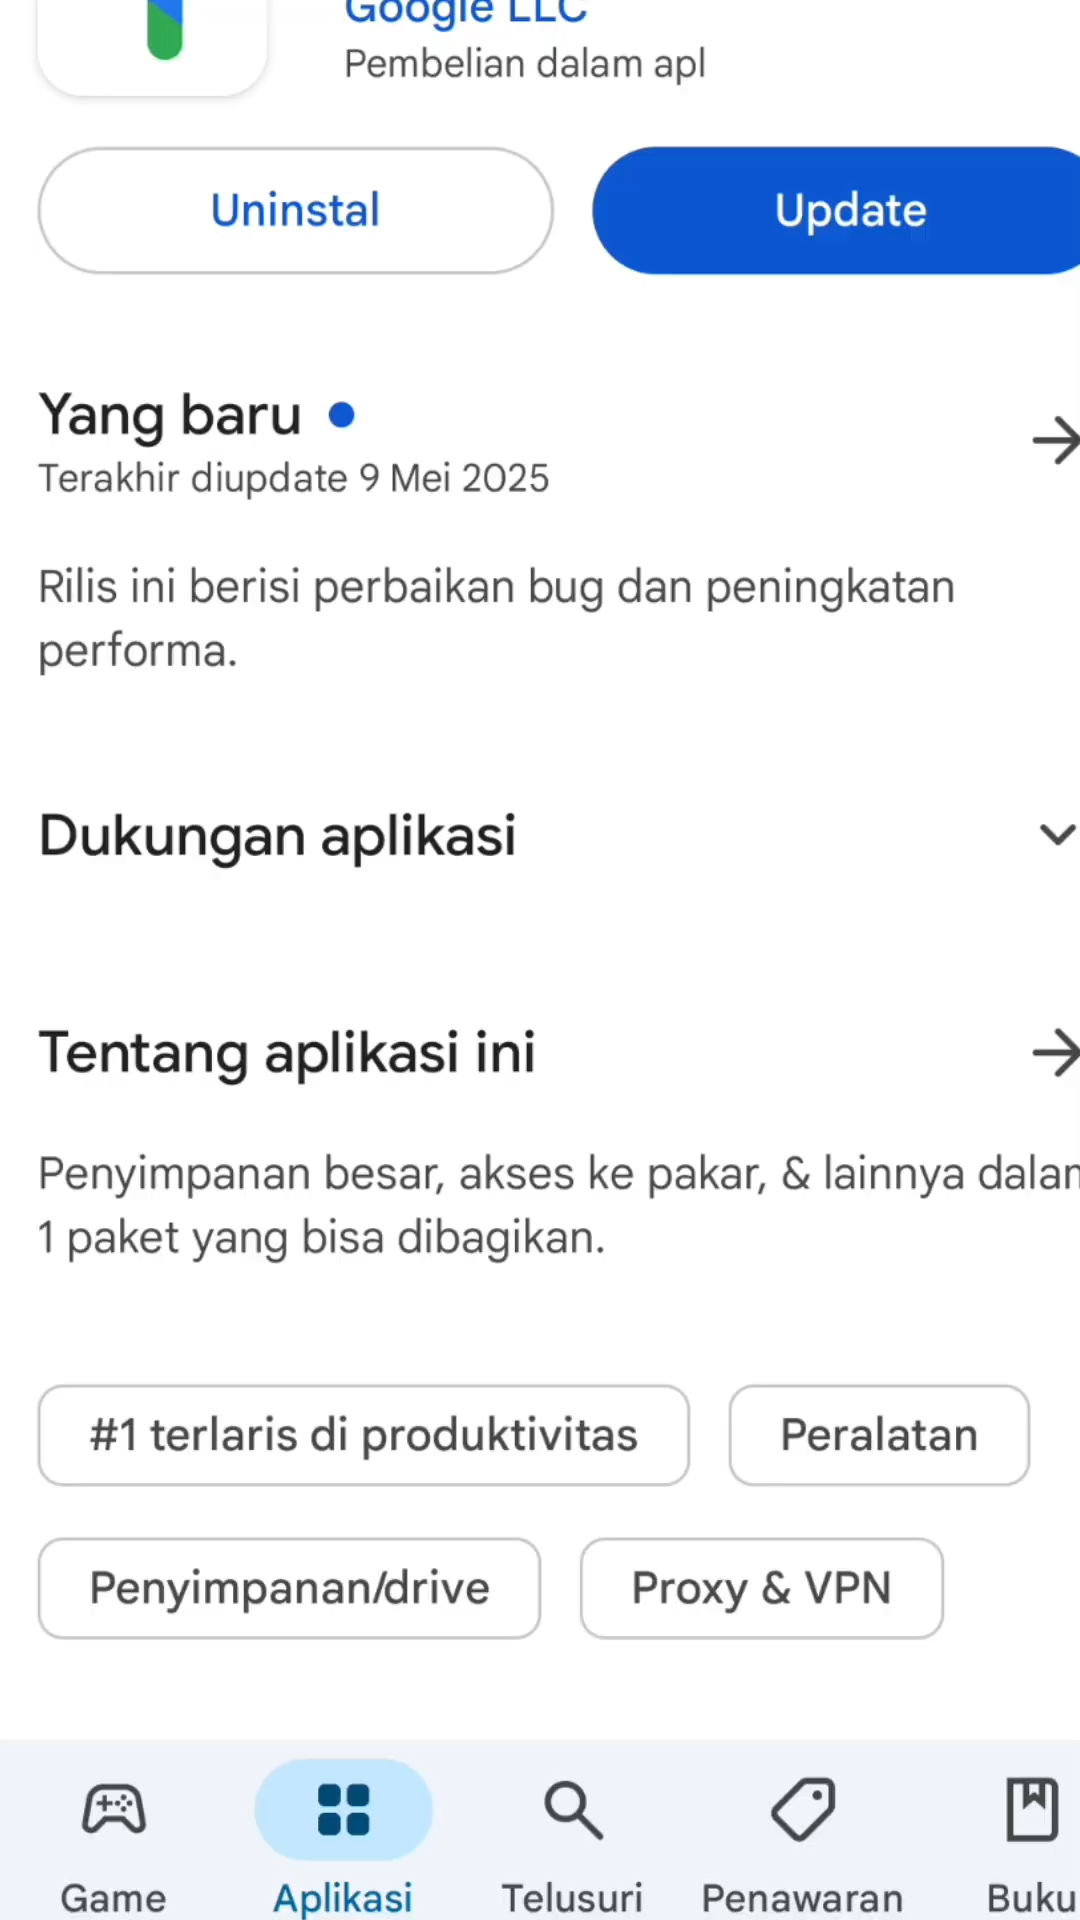 Google LLC
Pembelian dalam apl
Uninstal
Update
Yang baru
Terakhir diupdate 9 Mei 2025
Rilis ini berisi perbaikan bug dan peningkatan
performa.
Dukungan aplikasi
Tentang aplikasi ini
Penyimpanan besar, akses ke pakar, & lainnya dalam
1 paket yang bisa dibagikan.
#1 terlaris di produktivitas
Peralatan
Penyimpanan/drive
Proxy & VPN
Game
Aplikasi
Telusuri
Penawaran
Buku